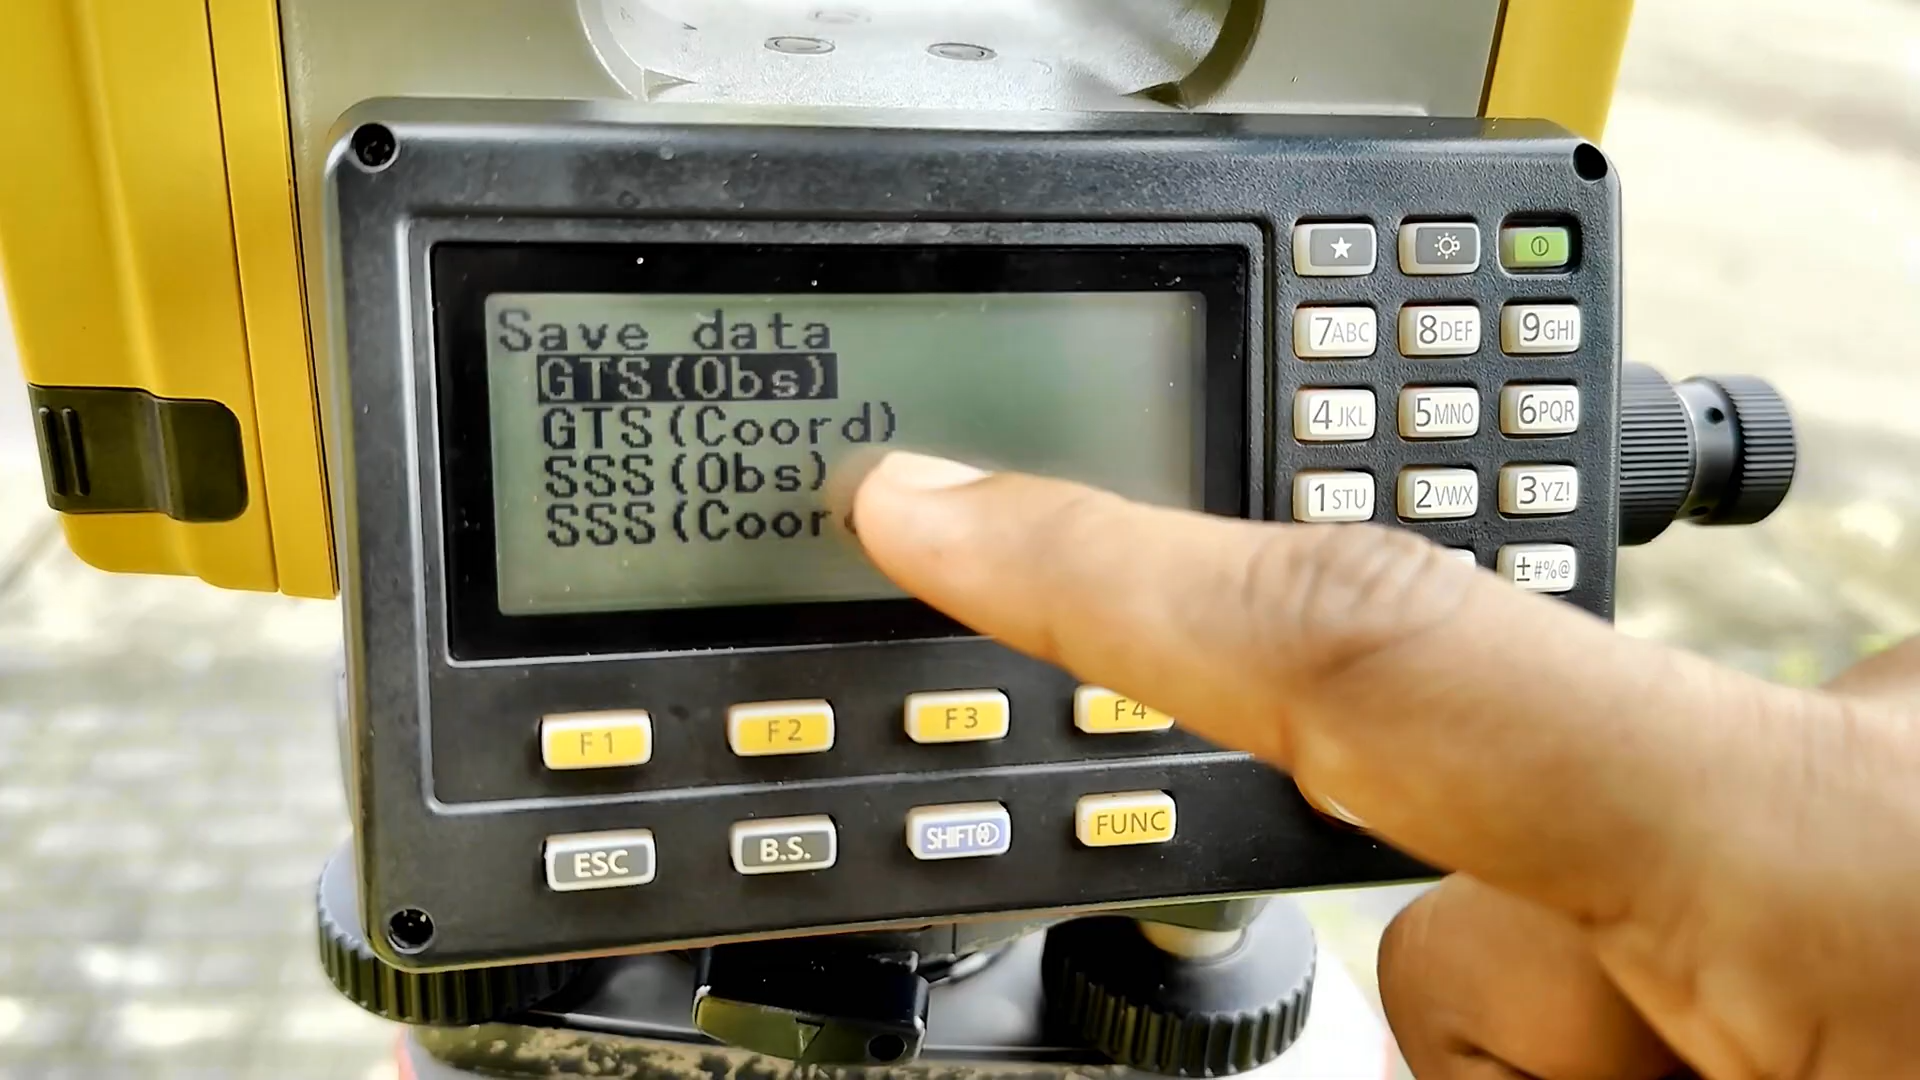 Save data
GTS(Obs)
GTS(Coord)
SSS(Obs)
SSS(Coor
7ABC 8DEF 9GHI
4JKL 5MNO 6PQR
1STU 2VWX 3YZ!
±#%@
F1 F2 F3 F4
ESC B.S. SHIFT FUNC